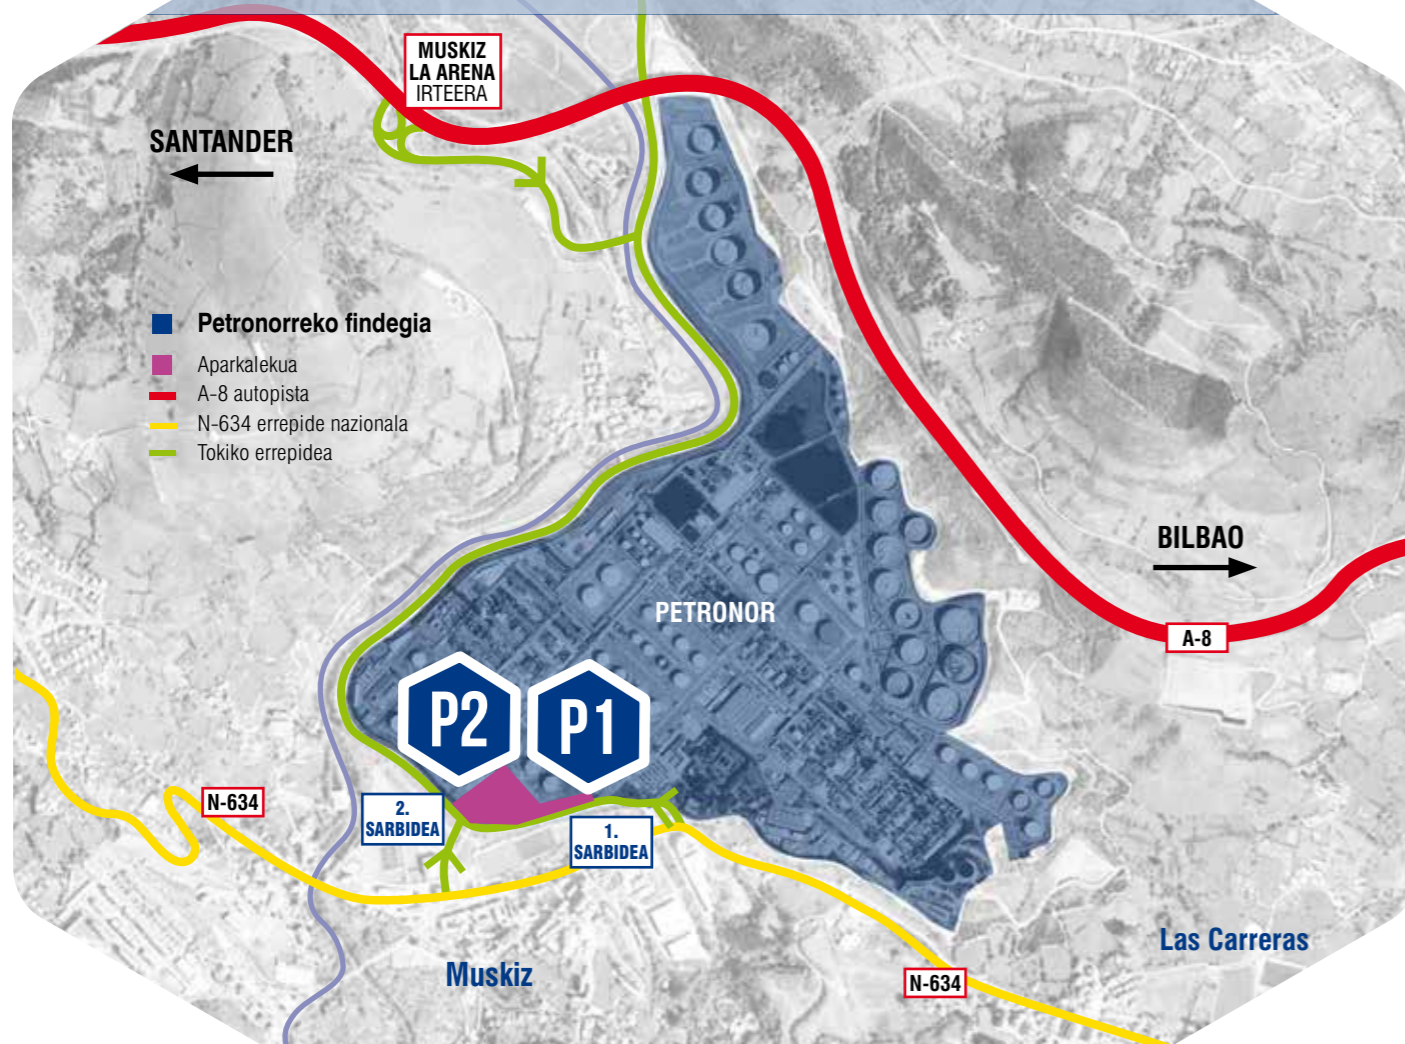 MUSKIZ
LA ARENA
IRTEERA
SANTANDER
Petronorreko findegia
Aparkalekua
A-8 autopista
N-634 errepide nazionala
Tokiko errepidea
BILBAO
A-8
PETRONOR
P2
P1
N-634
2.
SARBIDEA
1.
SARBIDEA
Las Carreras
Muskiz
N-634